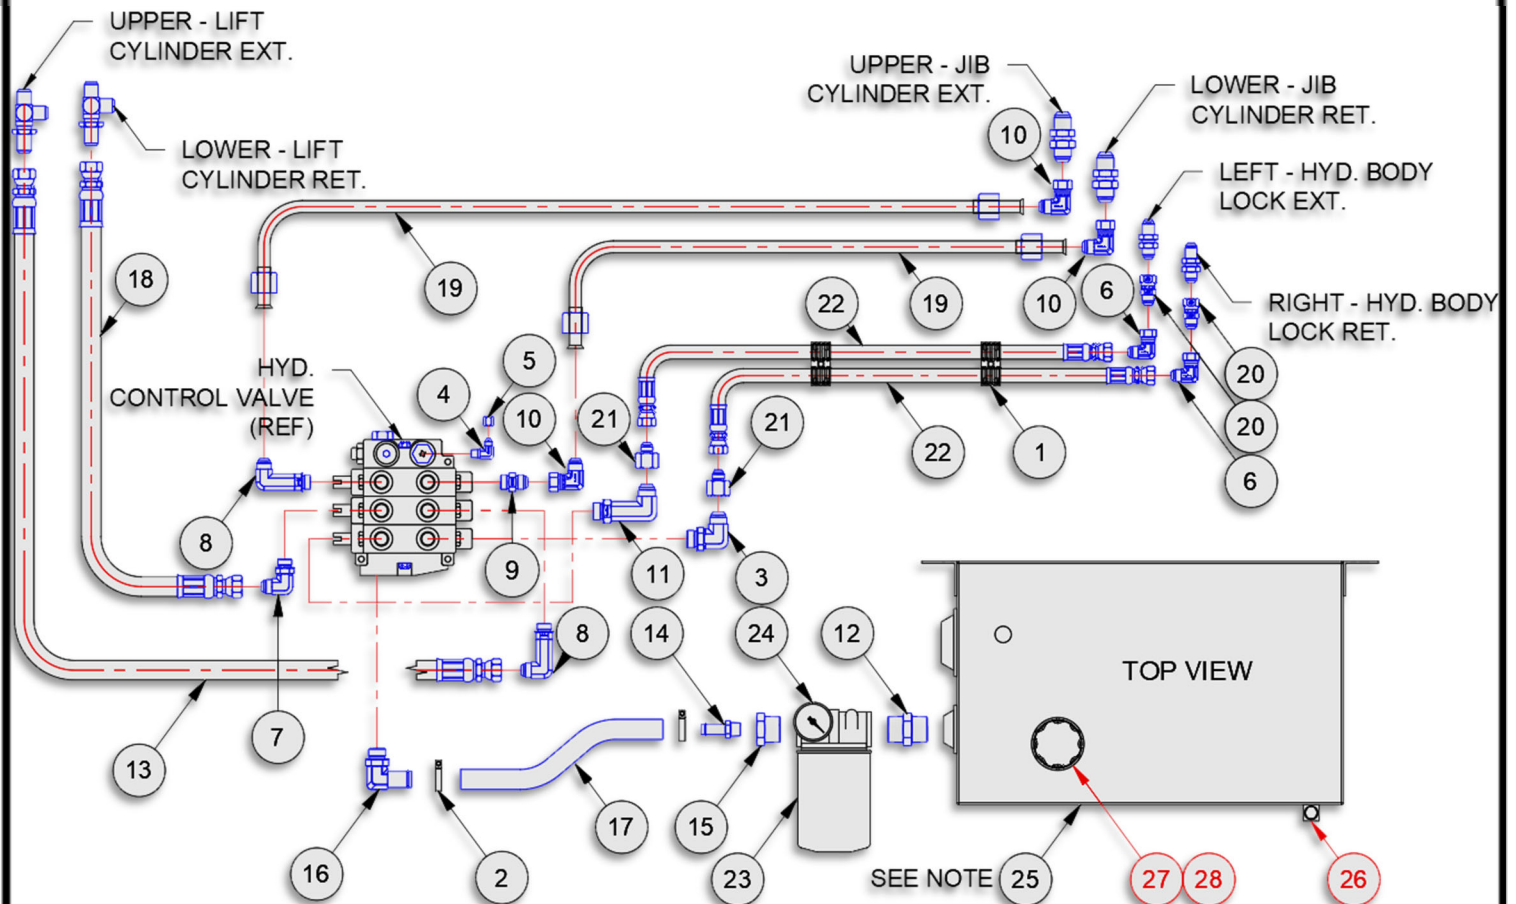 UPPER - LIFT
CYLINDER EXT.
UPPER - JIB
CYLINDER EXT.
LOWER - JIB
CYLINDER RET.
10
LOWER - LIFT
CYLINDER RET.
LEFT - HYD. BODY
LOCK EXT.
18
19
22
19
10
6
RIGHT - HYD. BODY
LOCK RET.
HYD.
CONTROL VALVE
(REF)
5
4
10
21
21
22
1
20
20
6
8
9
11
3
8
14
24
12
TOP VIEW
7
13
16
2
17
15
23
SEE NOTE 25
27
28
26